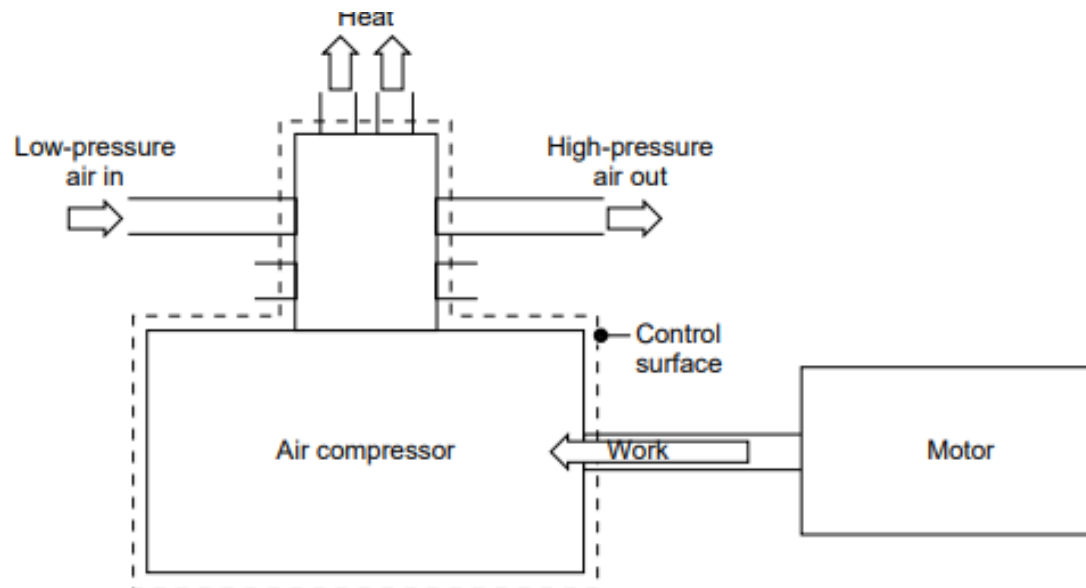 Heat
Low-pressure
air in
High-pressure
air out
Control
surface
Air compressor
Work
Motor